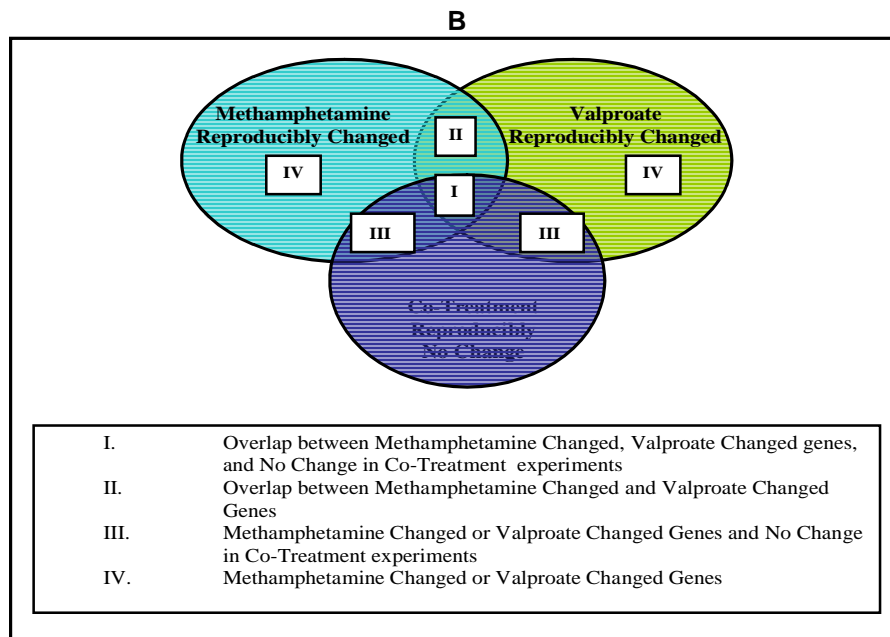 B
Methamphetamine
Reproducibly Changed
Valproate
Reproducibly Changed
II
IV
IV
I
III
III
Co-Treatment
Reproducibly
No Change
I. Overlap between Methamphetamine Changed, Valproate Changed genes,
and No Change in Co-Treatment experiments
II. Overlap between Methamphetamine Changed and Valproate Changed
Genes
III. Methamphetamine Changed or Valproate Changed Genes and No Change
in Co-Treatment experiments
IV. Methamphetamine Changed or Valproate Changed Genes